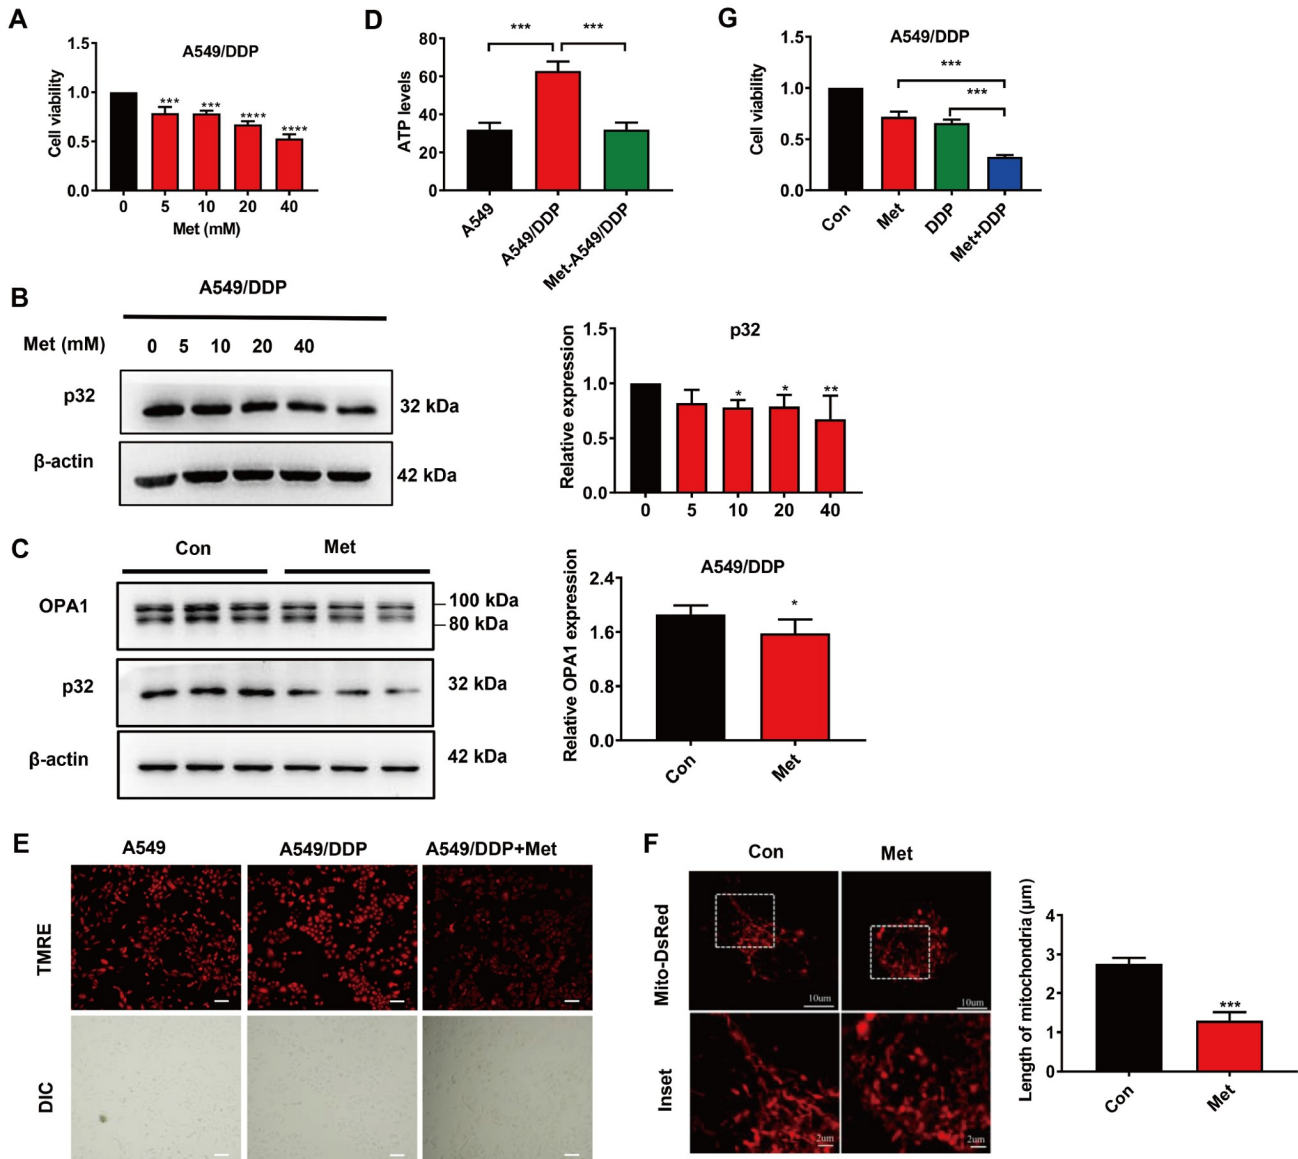 A
A549/DDP
Cell viability
1.5
1.0
0.5
0.0
***
***
****
****
0 5 10 20 40
Met (mM)
D
ATP levels
80
60
40
20
0
*** ***
A549
A549/DDP
Met-A549/DDP
G
A549/DDP
Cell viability
1.5
1.0
0.5
0.0
***
***
Con
Met
DDP
Met+DDP
B
A549/DDP
Met (mM) 0 5 10 20 40
p32
32 kDa
β-actin
42 kDa
p32
Relative expression
1.5
1.0
0.5
0.0
* * **
0 5 10 20 40
C
Con Met
OPA1
100 kDa
80 kDa
p32
32 kDa
β-actin
42 kDa
A549/DDP
Relative OPA1 expression
2.4
1.6
0.8
0.0
*
Con
Met
E
A549 A549/DDP A549/DDP+Met
TMRE
DIC
F
Con Met
Mito-DsRed
10um
10um
Inset
2um
2um
Length of mitochondria (μm)
4
3
2
1
0
***
Con
Met